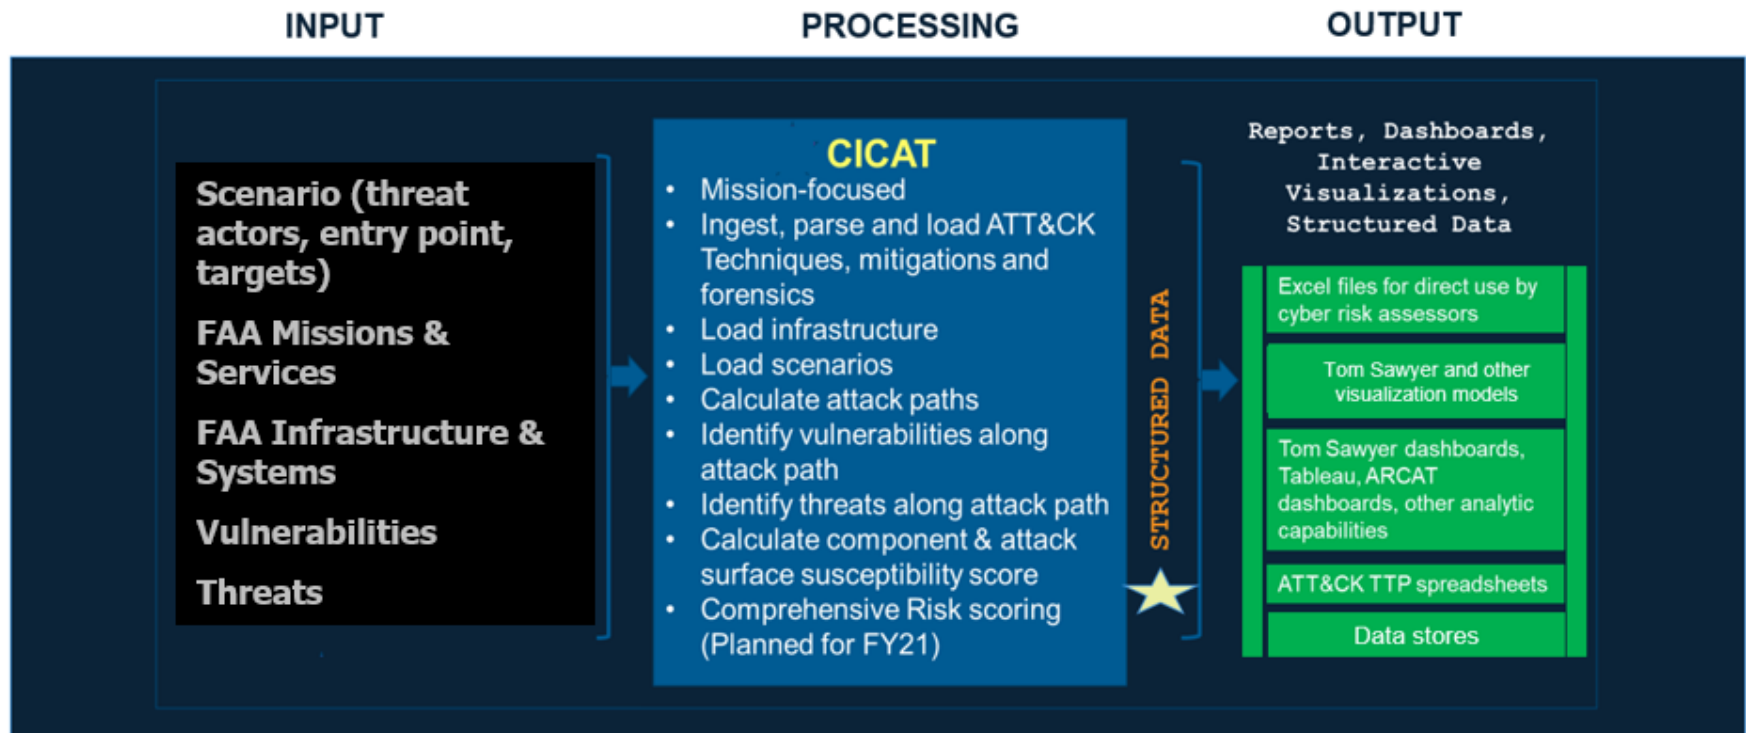 INPUT
PROCESSING
OUTPUT
Scenario (threat
actors, entry point,
targets)
FAA Missions &
Services
FAA Infrastructure &
Systems
Vulnerabilities
Threats
CICAT
• Mission-focused
• Ingest, parse and load ATT&CK
Techniques, mitigations and
forensics
• Load infrastructure
• Load scenarios
• Calculate attack paths
• Identify vulnerabilities along
attack path
• Identify threats along attack path
• Calculate component & attack
surface susceptibility score
• Comprehensive Risk scoring
(Planned for FY21)
STRUCTURED DATA
Reports, Dashboards,
Interactive
Visualizations,
Structured Data
Excel files for direct use by
cyber risk assessors
Tom Sawyer and other
visualization models
Tom Sawyer dashboards,
Tableau, ARCAT
dashboards, other analytic
capabilities
ATT&CK TTP spreadsheets
Data stores